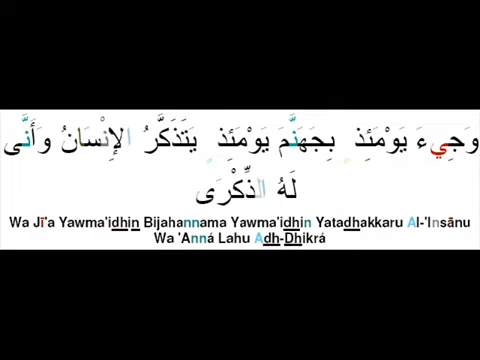 وَجِيءَ يَوْمَئِذٍ بِجَهَنَّمَ يَوْمَئِذٍ يَتَذَكَّرُ الإِنْسَانُ وَأَنَّى
لَهُ الذِّكْرَى
Wa Jī'a Yawma'idhin Bijahannama Yawma'idhin Yatadhakkaru Al-'Insānu
Wa 'Anná Lahu Adh-Dhikrá